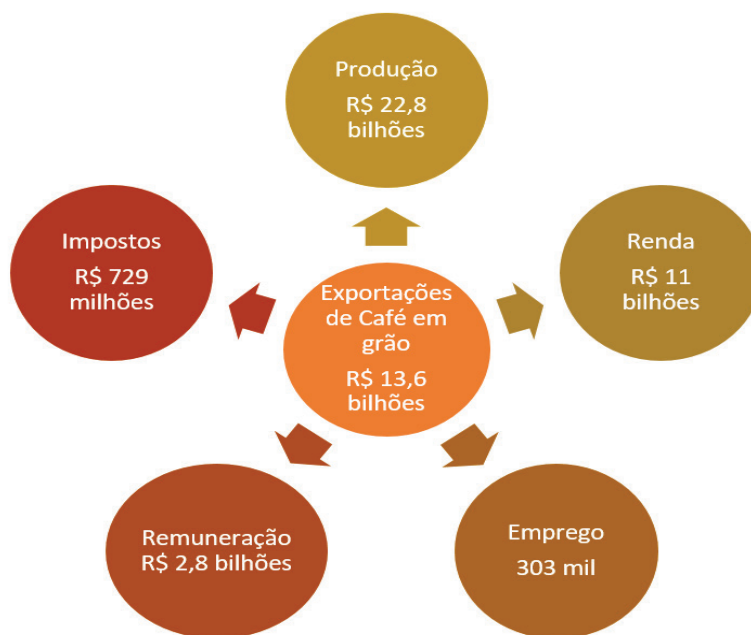 Produção
R$ 22,8
bilhões
Impostos
R$ 729
milhões
Renda
R$ 11
bilhões
Exportações
de Café em
grão
R$ 13,6
bilhões
Remuneração
R$ 2,8 bilhões
Emprego
303 mil